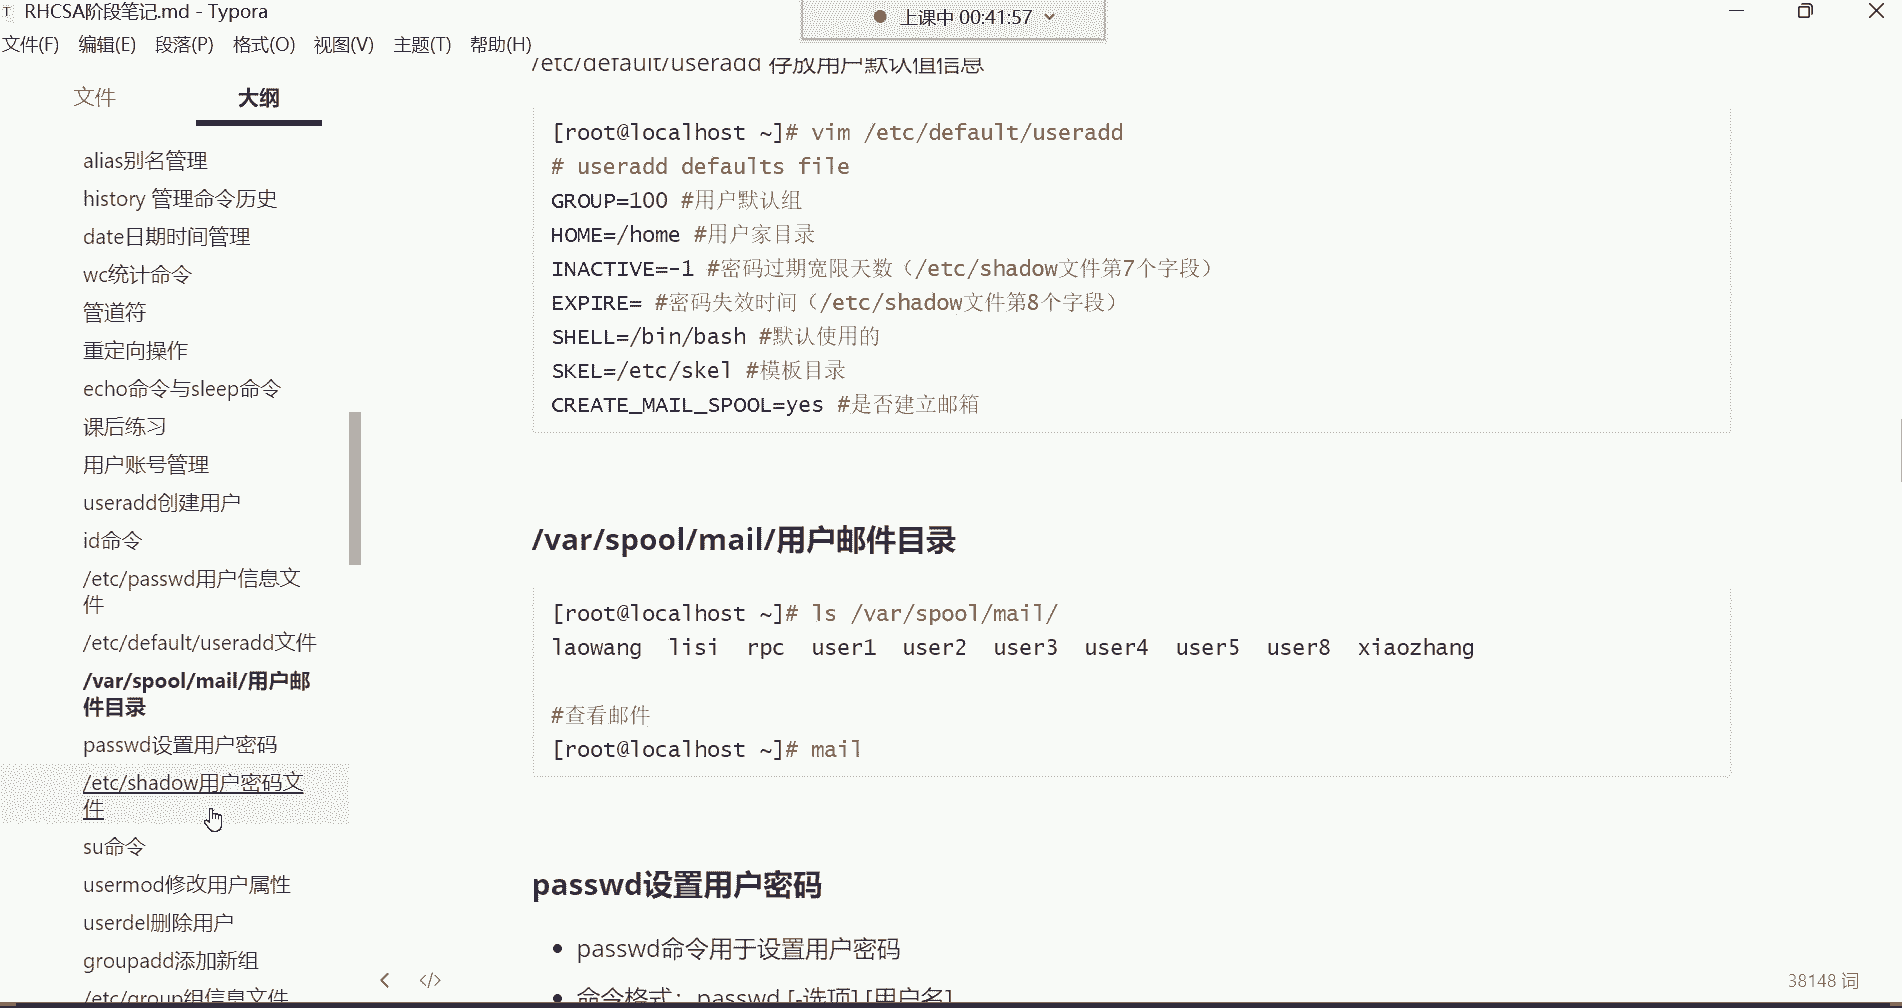 RHCSA阶段笔记.md - Typora
上课中 00:41:57
文件(F) 编辑(E) 段落(P) 格式(O) 视图(V) 主题(T) 帮助(H)
文件 大纲
alias别名管理
history 管理命令历史
date日期时间管理
wc统计命令
管道符
重定向操作
echo命令与sleep命令
课后练习
用户账号管理
useradd创建用户
id命令
/etc/passwd用户信息文
件
/etc/default/useradd文件
/var/spool/mail/用户邮
件目录
passwd设置用户密码
/etc/shadow用户密码文
件
su命令
usermod修改用户属性
userdel删除用户
groupadd添加新组
/etc/group组信息文件
/etc/default/useradd 存放用户默认值信息
[root@localhost ~]# vim /etc/default/useradd
# useradd defaults file
GROUP=100 #用户默认组
HOME=/home #用户家目录
INACTIVE=-1 #密码过期宽限天数（/etc/shadow文件第7个字段）
EXPIRE= #密码失效时间（/etc/shadow文件第8个字段）
SHELL=/bin/bash #默认使用的
SKEL=/etc/skel #模板目录
CREATE_MAIL_SPOOL=yes #是否建立邮箱
/var/spool/mail/用户邮件目录
[root@localhost ~]# ls /var/spool/mail/
laowang lisi rpc user1 user2 user3 user4 user5 user8 xiaozhang
#查看邮件
[root@localhost ~]# mail
passwd设置用户密码
passwd命令用于设置用户密码
命令格式：passwd [-选项] [用户名]
38148 词